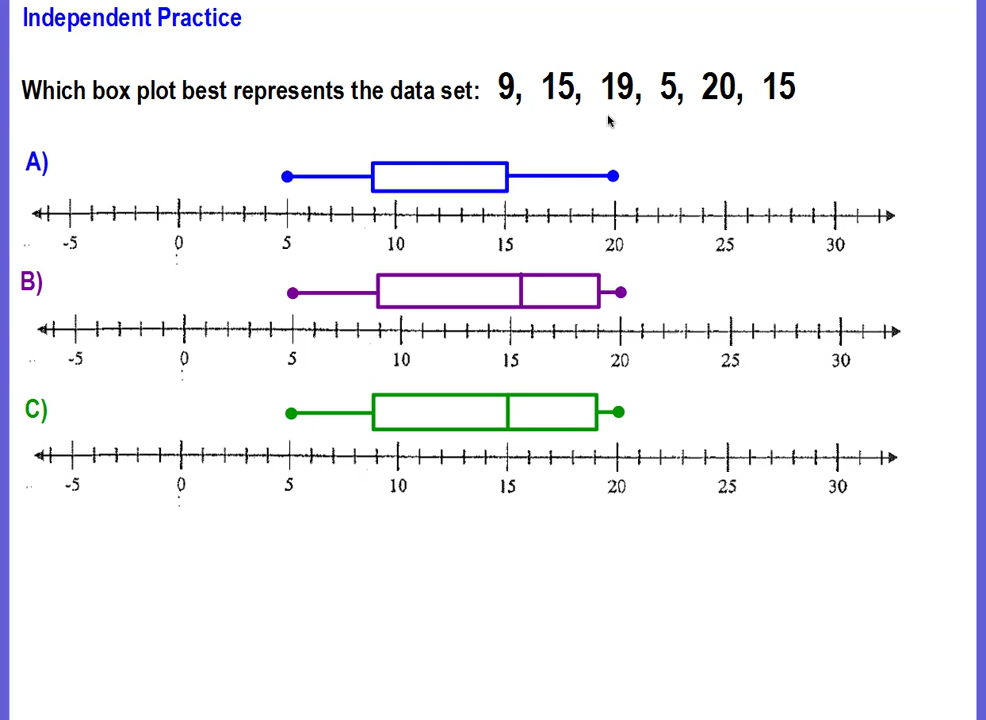 Independent Practice
Which box plot best represents the data set: 9, 15, 19, 5, 20, 15
A)
-5 0 5 10 15 20 25 30
B)
-5 0 5 10 15 20 25 30
C)
-5 0 5 10 15 20 25 30